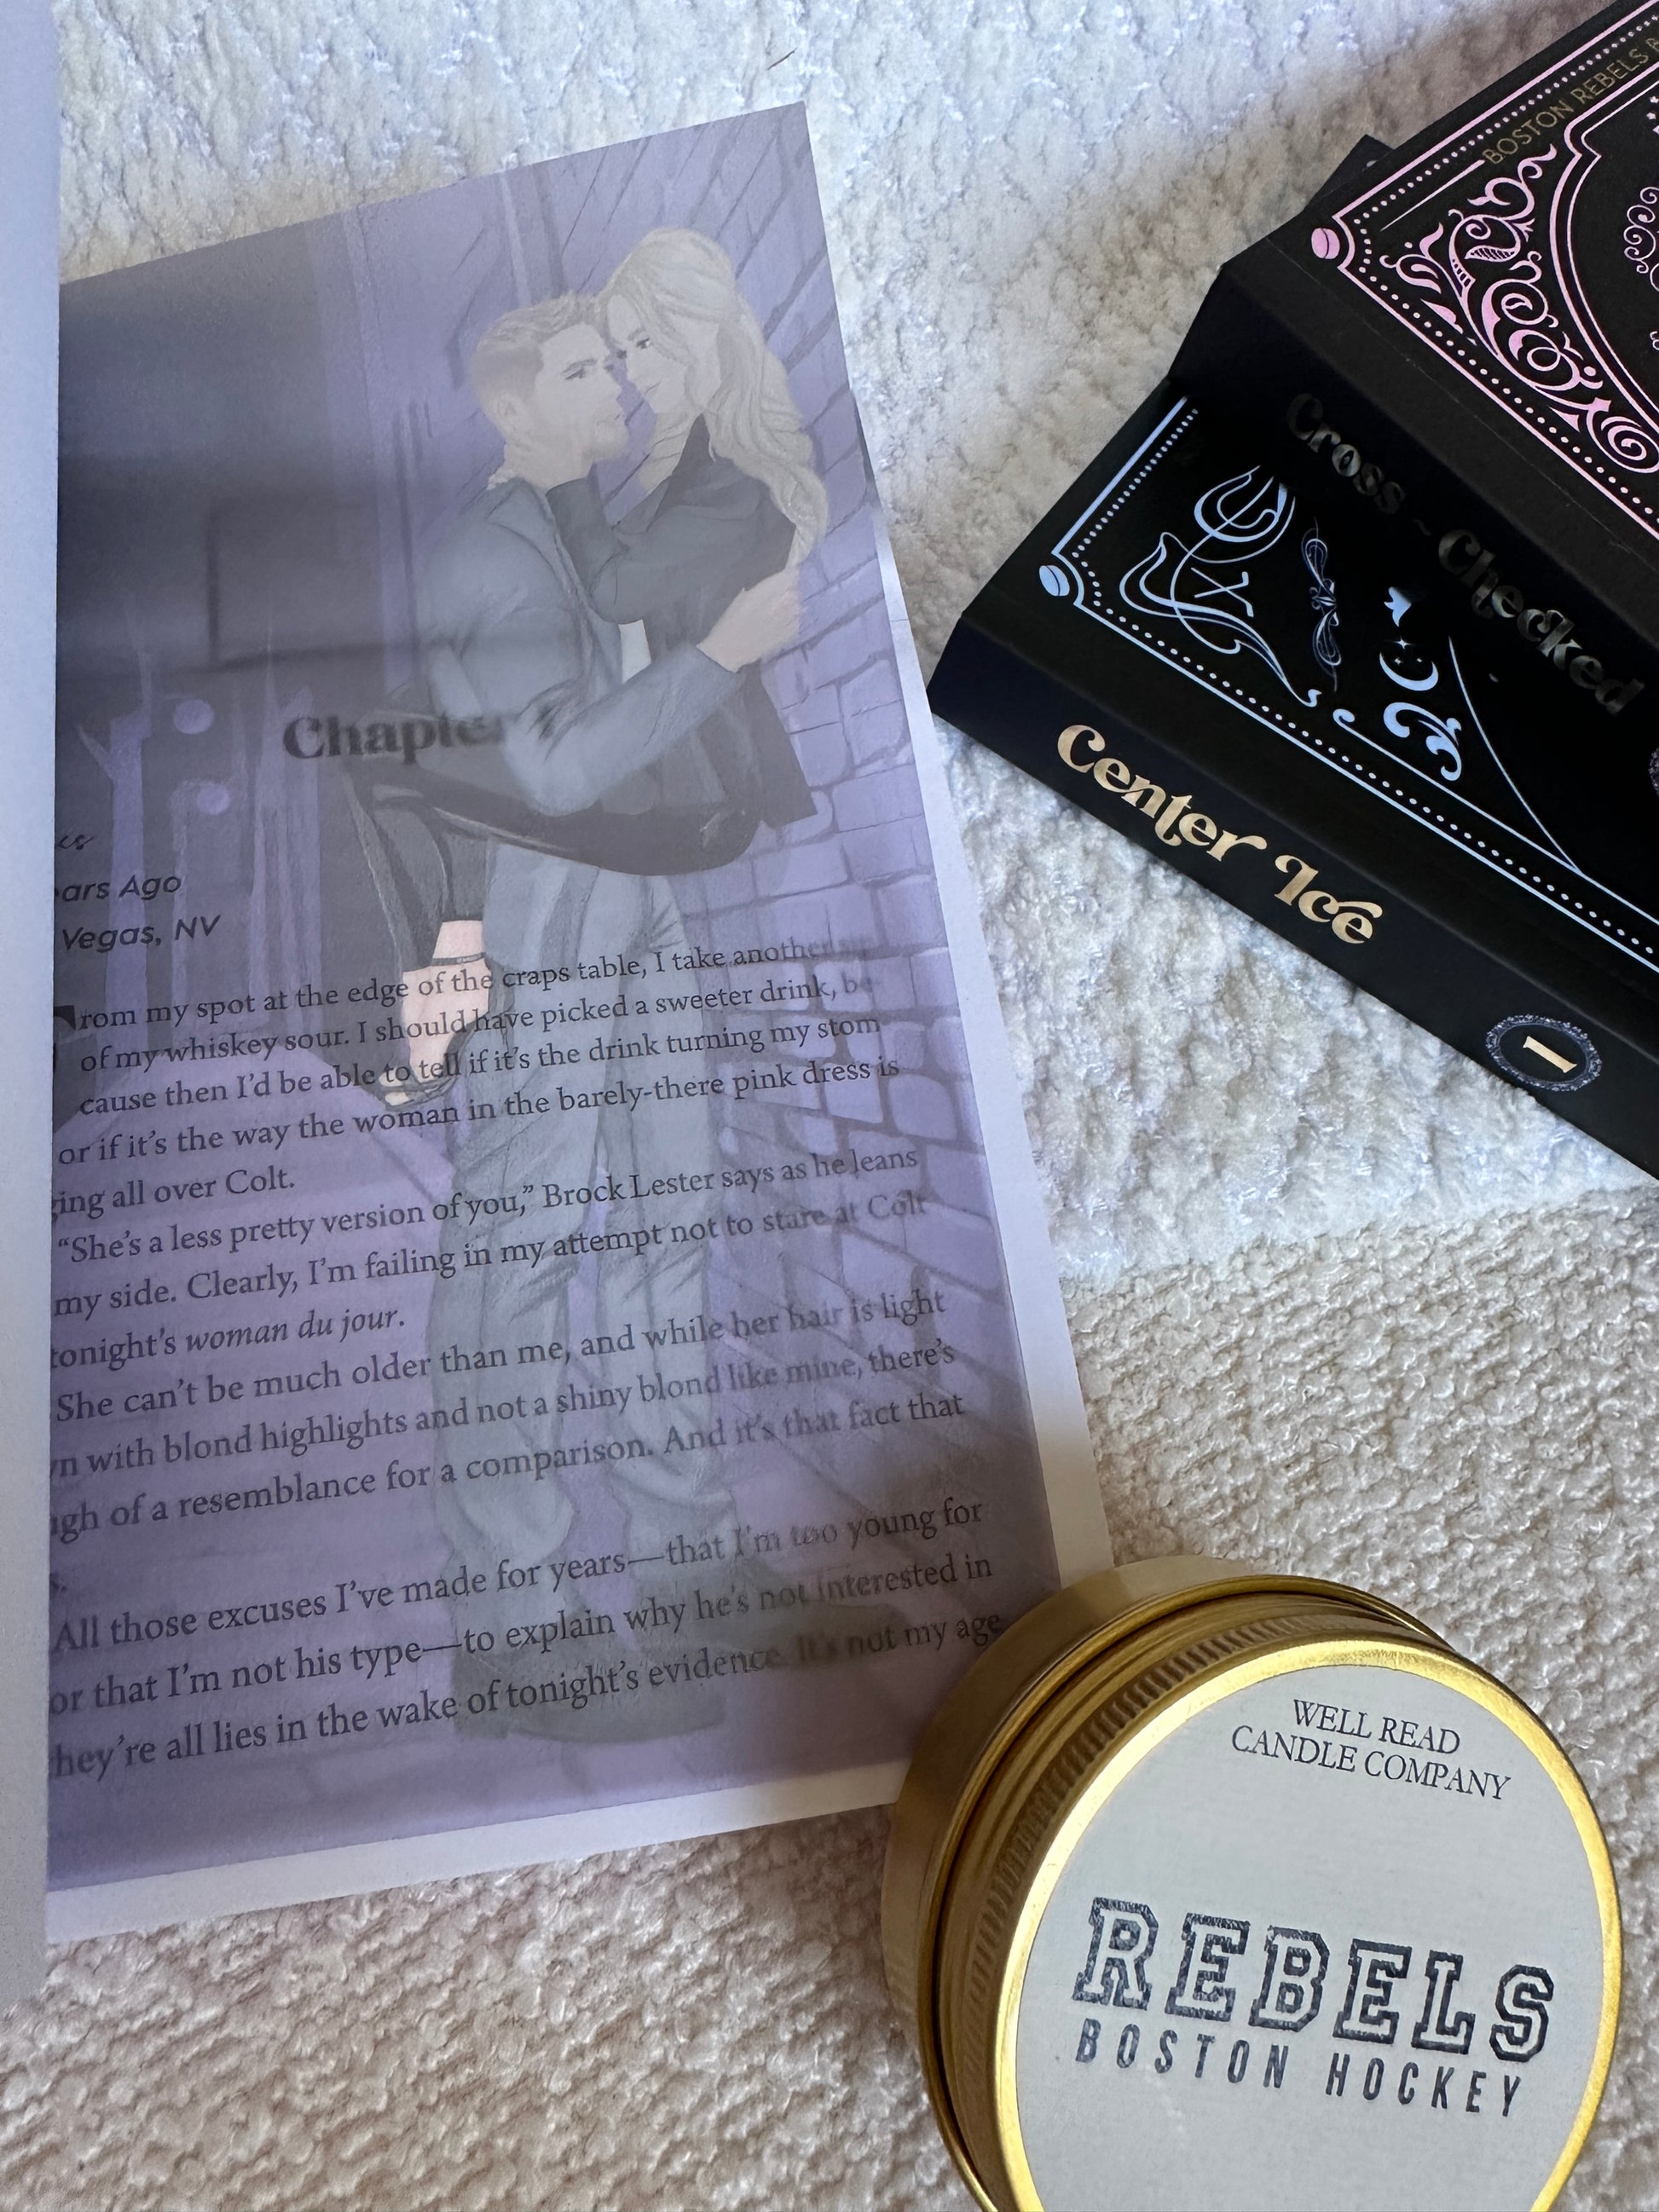 BOSTON REBELS
Cross - Checked
Center Ice
1
Chapter
ars Ago
Vegas, NV
rom my spot at the edge of the craps table, I take another
of my whiskey sour. I should have picked a sweeter drink, be
cause then I'd be able to tell if it's the drink turning my stom
or if it's the way the woman in the barely-there pink dress is
ing all over Colt.
“She's a less pretty version of you,” Brock Lester says as he leans
my side. Clearly, I'm failing in my attempt not to stare at Colt
tonight's woman du jour.
She can't be much older than me, and while her hair is light
n with blond highlights and not a shiny blond like mine, there's
gh of a resemblance for a comparison. And it's that fact that
All those excuses I've made for years—that I'm too young for
or that I'm not his type—to explain why he's not interested in
hey're all lies in the wake of tonight's evidence. It's not my age
WELL READ
CANDLE COMPANY
REBELS
BOSTON HOCKEY